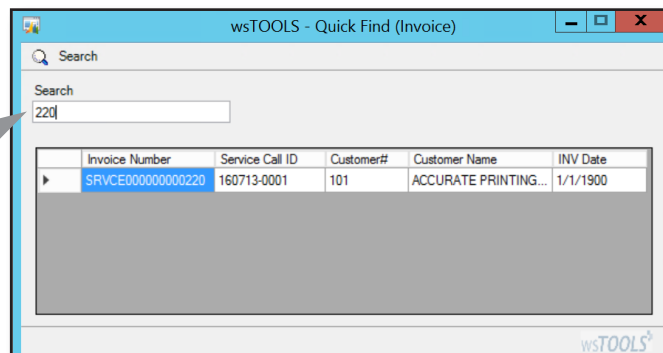 wsTOOLS - Quick Find (Invoice)
Search
Search
220
Invoice Number Service Call ID Customer# Customer Name INV Date
SRVCE000000000220 160713-0001 101 ACCURATE PRINTING... 1/1/1900
wsTOOLS5